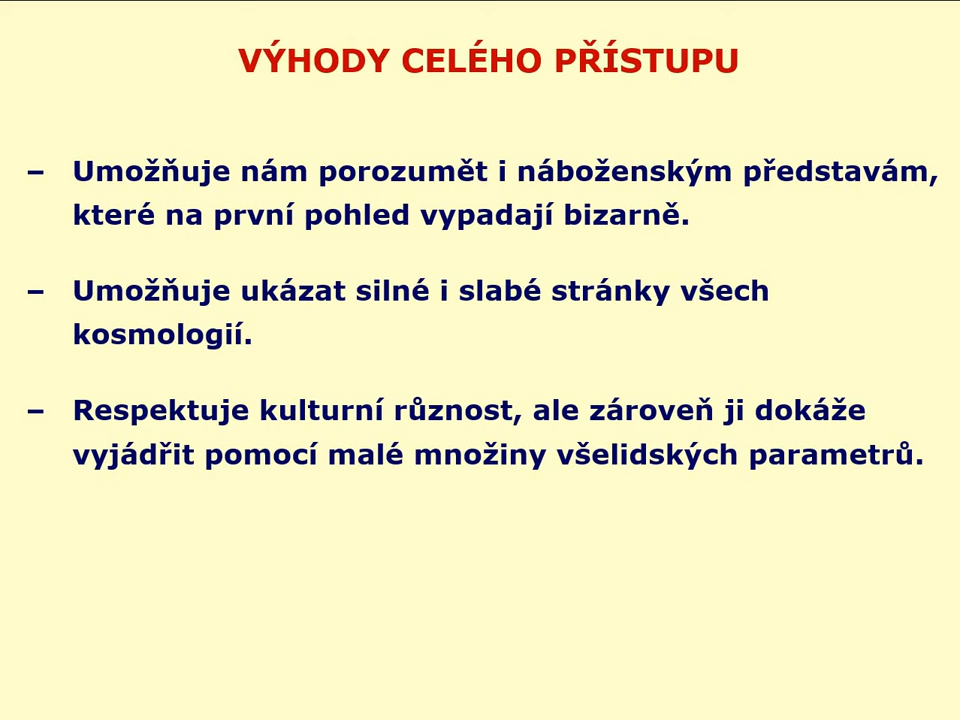 VÝHODY CELÉHO PŘÍSTUPU
– Umožňuje nám porozumět i náboženským představám,
které na první pohled vypadají bizarně.
– Umožňuje ukázat silné i slabé stránky všech
kosmologií.
– Respektuje kulturní různost, ale zároveň ji dokáže
vyjádřit pomocí malé množiny všelidských parametrů.